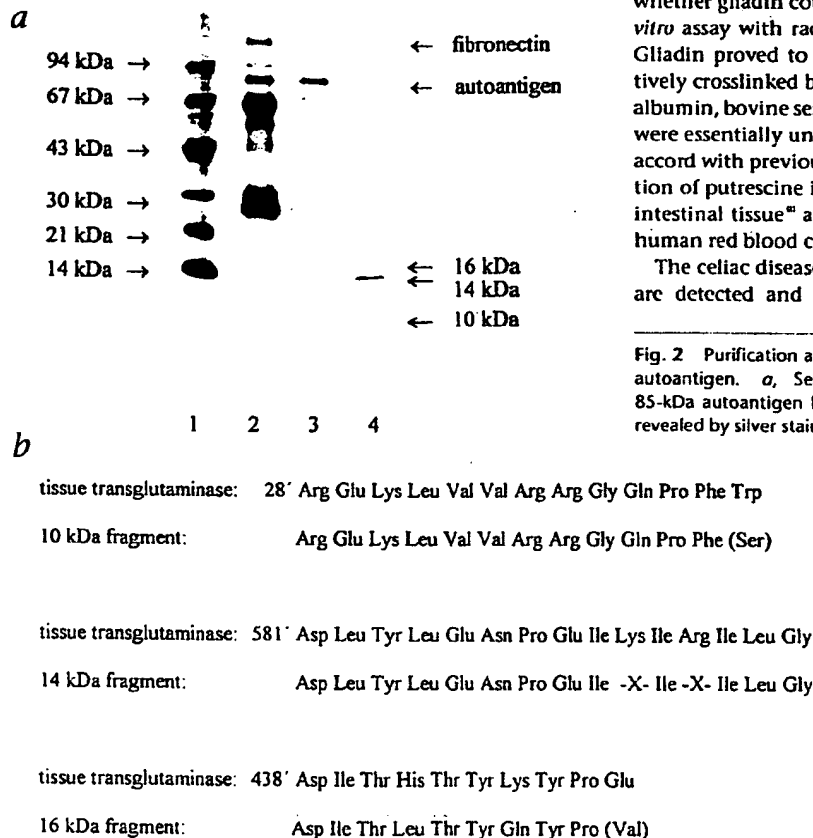 a
94 kDa →
67 kDa →
43 kDa →
30 kDa →
21 kDa →
14 kDa →
← fibronectin
← autoantigen
← 16 kDa
← 14 kDa
← 10 kDa
1 2 3 4
whether gliadin cou
vitro assay with rad
Gliadin proved to
tively crosslinked b
albumin, bovine se
were essentially un
accord with previou
tion of putrescine i
intestinal tissue a
human red blood c
The celiac disease
are detected and
Fig. 2 Purification a
autoantigen. a, Se
85-kDa autoantigen f
revealed by silver stain
b
tissue transglutaminase: 28´ Arg Glu Lys Leu Val Val Arg Arg Gly Gln Pro Phe Trp
10 kDa fragment: Arg Glu Lys Leu Val Val Arg Arg Gly Gln Pro Phe (Ser)
tissue transglutaminase: 581´ Asp Leu Tyr Leu Glu Asn Pro Glu Ile Lys Ile Arg Ile Leu Gly
14 kDa fragment: Asp Leu Tyr Leu Glu Asn Pro Glu Ile -X- Ile -X- Ile Leu Gly
tissue transglutaminase: 438´ Asp Ile Thr His Thr Tyr Lys Tyr Pro Glu
16 kDa fragment: Asp Ile Thr Leu Thr Tyr Gln Tyr Pro (Val)